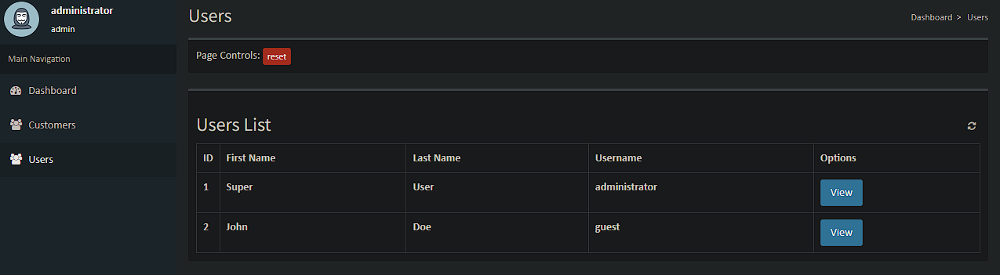 administrator
admin
Main Navigation
Dashboard
Customers
Users
Users
Dashboard > Users
Page Controls: reset
Users List
ID First Name Last Name Username Options
1 Super User administrator View
2 John Doe guest View